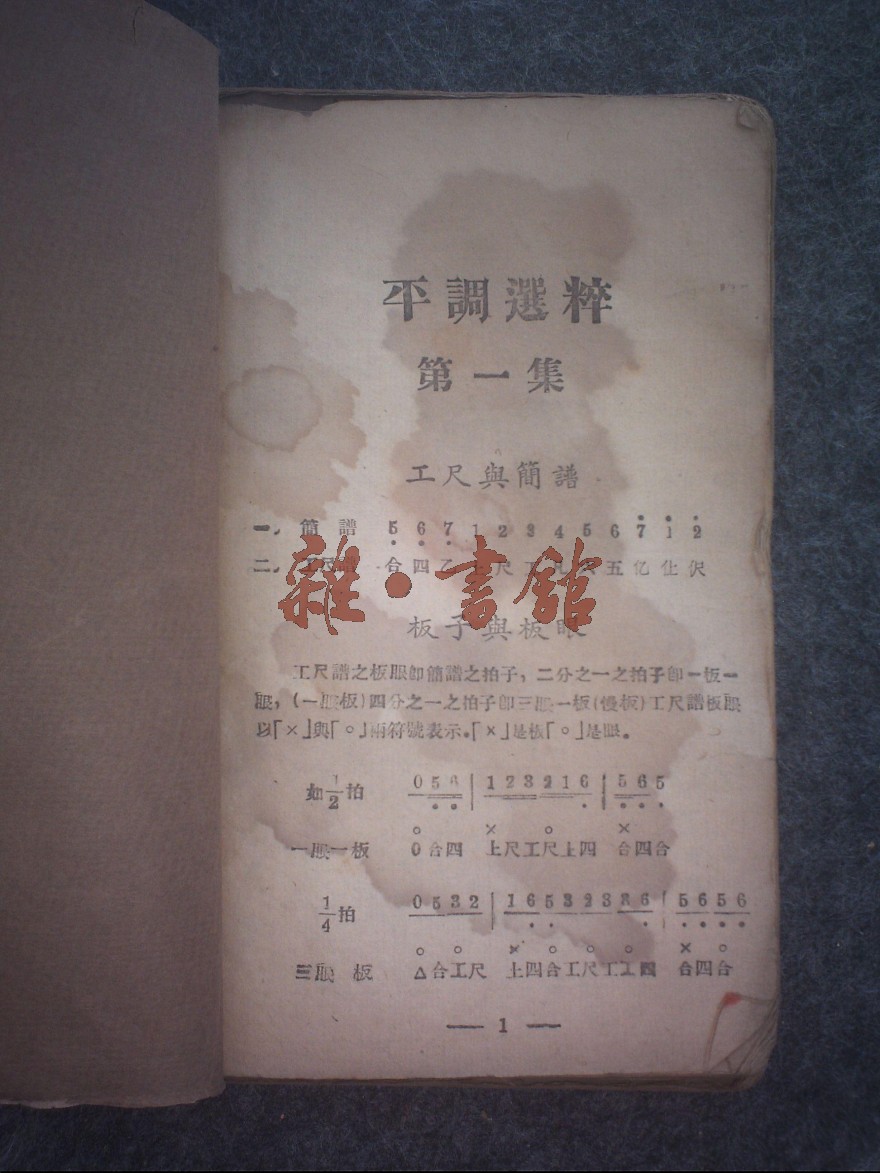 平調選粹
第一集
工尺與簡譜
一、簡譜 5 6 7 1 2 3 4 5 6 7 1 2
二、 合四乙 尺工凡 五亿仩伬
雜·書館
板子與板眼
工尺譜之板眼卽簡譜之拍子，二分之一之拍子卽一板一
眼，(一眼板)四分之一之拍子卽三眼一板(慢板)工尺譜板眼
以「×」與「○」兩符號表示。「×」是板「○」是眼。
如1/2拍 0 5 6 | 1 2 3 2 1 6 | 5 6 5
○ × ○ ×
一眼一板 0合四 上尺工尺上四 合四合
1/4拍 0 5 3 2 | 1 6 5 3 2 3 3 6 | 5 6 5 6
○ ○ × ○ ○ ○ × ○
三眼 板 △合工尺 上四合工尺工工四 合四合
— 1 —